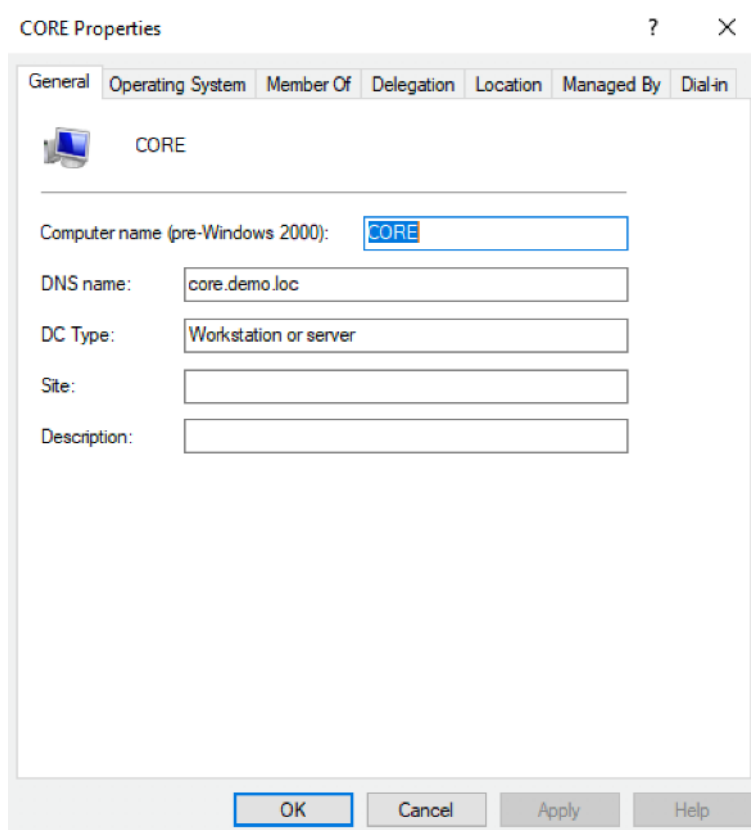 CORE Properties
?
General Operating System Member Of Delegation Location Managed By Dial-in
CORE
Computer name (pre-Windows 2000): CORE
DNS name: core.demo.loc
DC Type: Workstation or server
Site:
Description:
OK Cancel Apply Help